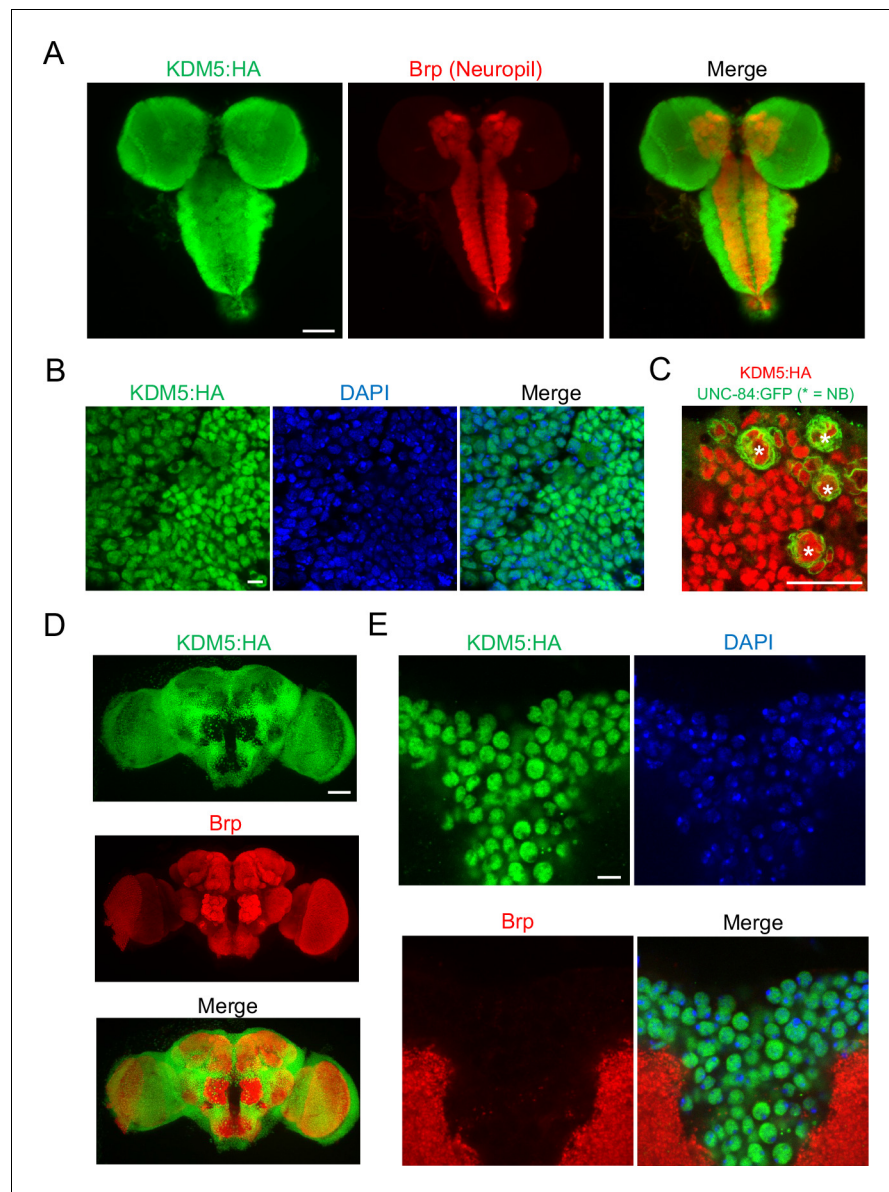 A
KDM5:HA Brp (Neuropil) Merge
B
KDM5:HA DAPI Merge
C
KDM5:HA
UNC-84:GFP (* = NB)
*
*
*
*
D
KDM5:HA
Brp
Merge
E
KDM5:HA DAPI
Brp Merge